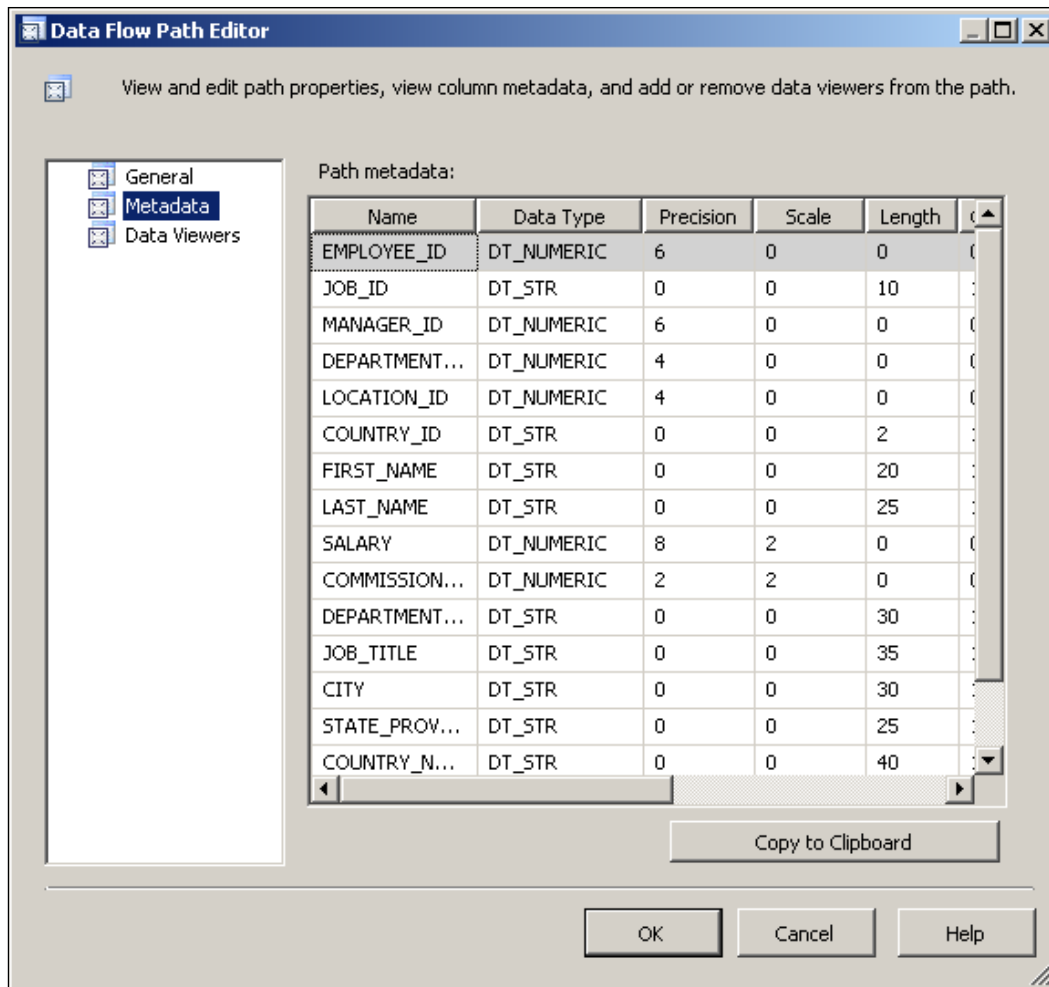 Data Flow Path Editor
View and edit path properties, view column metadata, and add or remove data viewers from the path.
General
Metadata
Data Viewers
Path metadata:
Name Data Type Precision Scale Length
EMPLOYEE_ID DT_NUMERIC 6 0 0
JOB_ID DT_STR 0 0 10
MANAGER_ID DT_NUMERIC 6 0 0
DEPARTMENT... DT_NUMERIC 4 0 0
LOCATION_ID DT_NUMERIC 4 0 0
COUNTRY_ID DT_STR 0 0 2
FIRST_NAME DT_STR 0 0 20
LAST_NAME DT_STR 0 0 25
SALARY DT_NUMERIC 8 2 0
COMMISSION... DT_NUMERIC 2 2 0
DEPARTMENT... DT_STR 0 0 30
JOB_TITLE DT_STR 0 0 35
CITY DT_STR 0 0 30
STATE_PROV... DT_STR 0 0 25
COUNTRY_N... DT_STR 0 0 40
Copy to Clipboard
OK Cancel Help